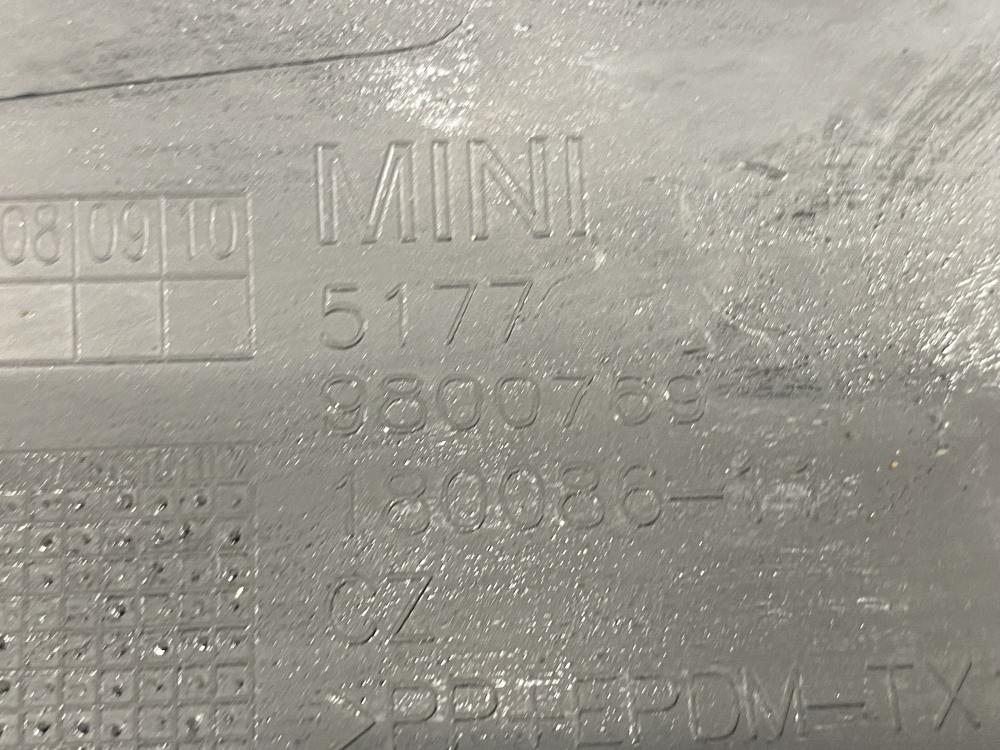 MINI
08 09 10
5177
9800769
180086-
CZ
>PP+EPDM-TX